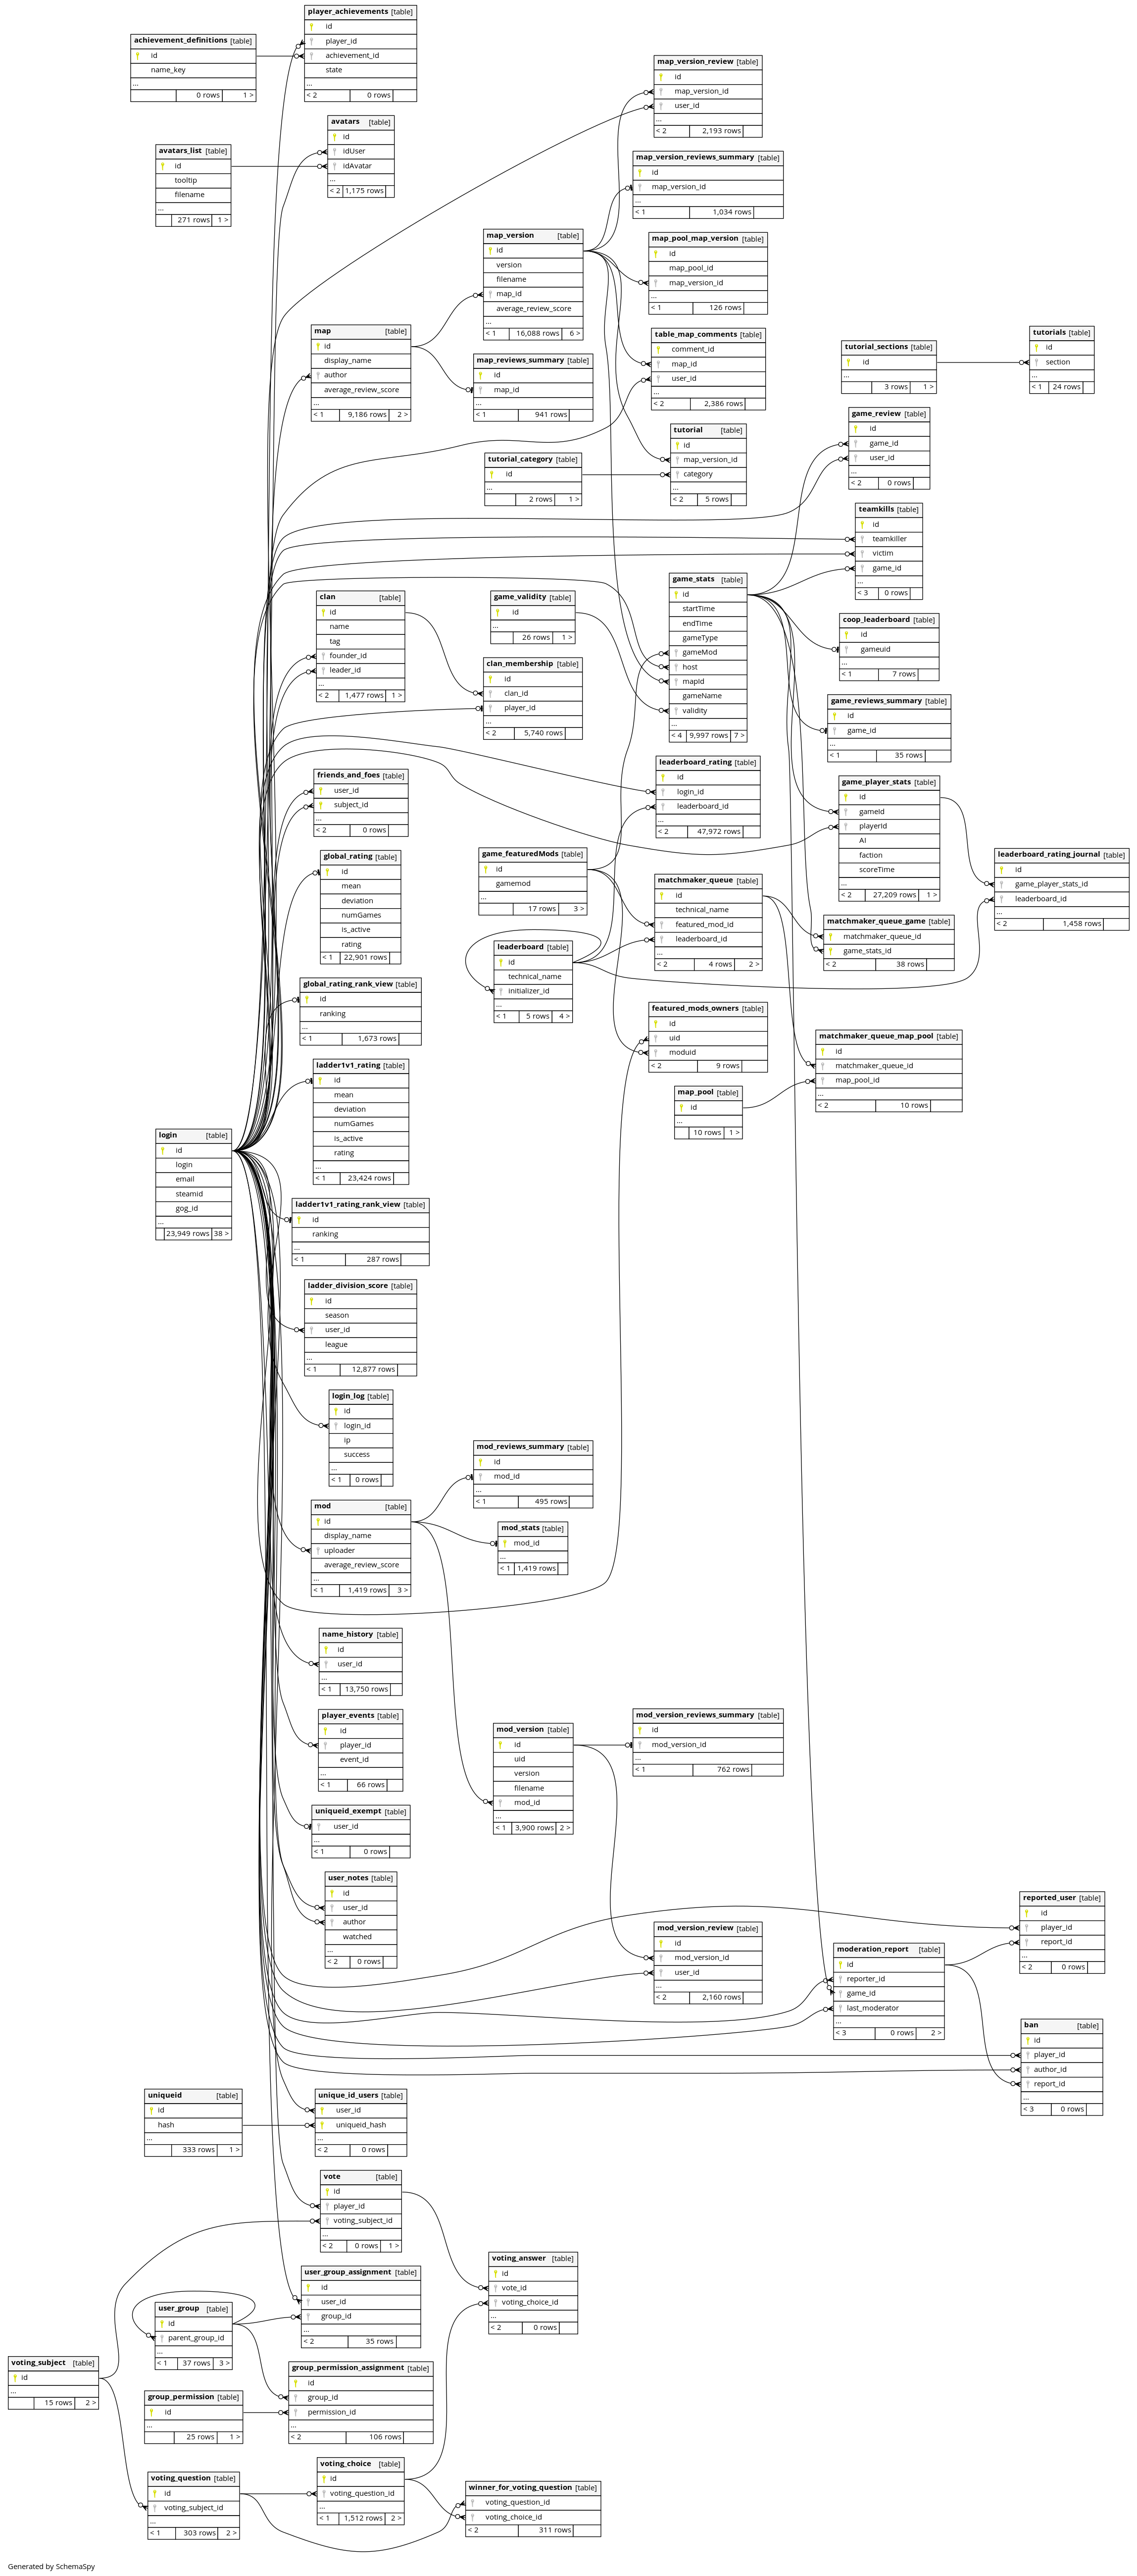 player_achievements [table]
id
player_id
achievement_id
state
...
< 2 0 rows
achievement_definitions [table]
id
name_key
...
0 rows 1 >
map_version_review [table]
id
map_version_id
user_id
...
< 2 2,193 rows
avatars [table]
id
idUser
idAvatar
...
< 2 1,175 rows
avatars_list [table]
id
tooltip
filename
...
271 rows 1 >
map_version_reviews_summary [table]
id
map_version_id
...
< 1 1,034 rows
map_version [table]
id
version
filename
map_id
average_review_score
...
< 1 16,088 rows 6 >
map_pool_map_version [table]
id
map_pool_id
map_version_id
...
< 1 126 rows
map [table]
id
display_name
author
average_review_score
...
< 1 9,186 rows 2 >
map_reviews_summary [table]
id
map_id
...
< 1 941 rows
table_map_comments [table]
comment_id
map_id
user_id
...
< 2 2,386 rows
tutorial_sections [table]
id
...
3 rows 1 >
tutorials [table]
id
section
...
< 1 24 rows
game_review [table]
id
game_id
user_id
...
< 2 0 rows
tutorial [table]
id
map_version_id
category
...
< 2 5 rows
tutorial_category [table]
id
...
2 rows 1 >
teamkills [table]
id
teamkiller
victim
game_id
...
< 3 0 rows
game_stats [table]
id
startTime
endTime
gameType
gameMod
host
mapId
gameName
validity
...
< 4 9,997 rows 7 >
clan [table]
id
name
tag
founder_id
leader_id
...
< 2 1,477 rows 1 >
game_validity [table]
id
...
26 rows 1 >
coop_leaderboard [table]
id
gameuid
...
< 1 7 rows
clan_membership [table]
id
clan_id
player_id
...
< 2 5,740 rows
game_reviews_summary [table]
id
game_id
...
< 1 35 rows
leaderboard_rating [table]
id
login_id
leaderboard_id
...
< 2 47,972 rows
friends_and_foes [table]
user_id
subject_id
...
< 2 0 rows
game_player_stats [table]
id
gameId
playerId
AI
faction
scoreTime
...
< 2 27,209 rows 1 >
global_rating [table]
id
mean
deviation
numGames
is_active
rating
< 1 22,901 rows
game_featuredMods [table]
id
gamemod
...
17 rows 3 >
leaderboard_rating_journal [table]
id
game_player_stats_id
leaderboard_id
...
< 2 1,458 rows
matchmaker_queue [table]
id
technical_name
featured_mod_id
leaderboard_id
...
< 2 4 rows 2 >
matchmaker_queue_game [table]
matchmaker_queue_id
game_stats_id
< 2 38 rows
leaderboard [table]
id
technical_name
initializer_id
...
< 1 5 rows 4 >
global_rating_rank_view [table]
id
ranking
...
< 1 1,673 rows
featured_mods_owners [table]
id
uid
moduid
< 2 9 rows
matchmaker_queue_map_pool [table]
id
matchmaker_queue_id
map_pool_id
...
< 2 10 rows
ladder1v1_rating [table]
id
mean
deviation
numGames
is_active
rating
...
< 1 23,424 rows
map_pool [table]
id
...
10 rows 1 >
login [table]
id
login
email
steamid
gog_id
...
23,949 rows 38 >
ladder1v1_rating_rank_view [table]
id
ranking
...
< 1 287 rows
ladder_division_score [table]
id
season
user_id
league
...
< 1 12,877 rows
login_log [table]
id
login_id
ip
success
...
< 1 0 rows
mod_reviews_summary [table]
id
mod_id
...
< 1 495 rows
mod [table]
id
display_name
uploader
average_review_score
...
< 1 1,419 rows 3 >
mod_stats [table]
mod_id
...
< 1 1,419 rows
name_history [table]
id
user_id
...
< 1 13,750 rows
player_events [table]
id
player_id
event_id
...
< 1 66 rows
mod_version [table]
id
uid
version
filename
mod_id
...
< 1 3,900 rows 2 >
mod_version_reviews_summary [table]
id
mod_version_id
...
< 1 762 rows
uniqueid_exempt [table]
user_id
...
< 1 0 rows
user_notes [table]
id
user_id
author
watched
...
< 2 0 rows
mod_version_review [table]
id
mod_version_id
user_id
...
< 2 2,160 rows
moderation_report [table]
id
reporter_id
game_id
last_moderator
...
< 3 0 rows 2 >
reported_user [table]
id
player_id
report_id
...
< 2 0 rows
ban [table]
id
player_id
author_id
report_id
...
< 3 0 rows
uniqueid [table]
id
hash
...
333 rows 1 >
unique_id_users [table]
user_id
uniqueid_hash
...
< 2 0 rows
vote [table]
id
player_id
voting_subject_id
...
< 2 0 rows 1 >
voting_answer [table]
id
vote_id
voting_choice_id
...
< 2 0 rows
user_group_assignment [table]
id
user_id
group_id
...
< 2 35 rows
user_group [table]
id
parent_group_id
...
< 1 37 rows 3 >
voting_subject [table]
id
...
15 rows 2 >
group_permission_assignment [table]
id
group_id
permission_id
...
< 2 106 rows
group_permission [table]
id
...
25 rows 1 >
voting_choice [table]
id
voting_question_id
...
< 1 1,512 rows 2 >
voting_question [table]
id
voting_subject_id
...
< 1 303 rows 2 >
winner_for_voting_question [table]
voting_question_id
voting_choice_id
< 2 311 rows
Generated by SchemaSpy